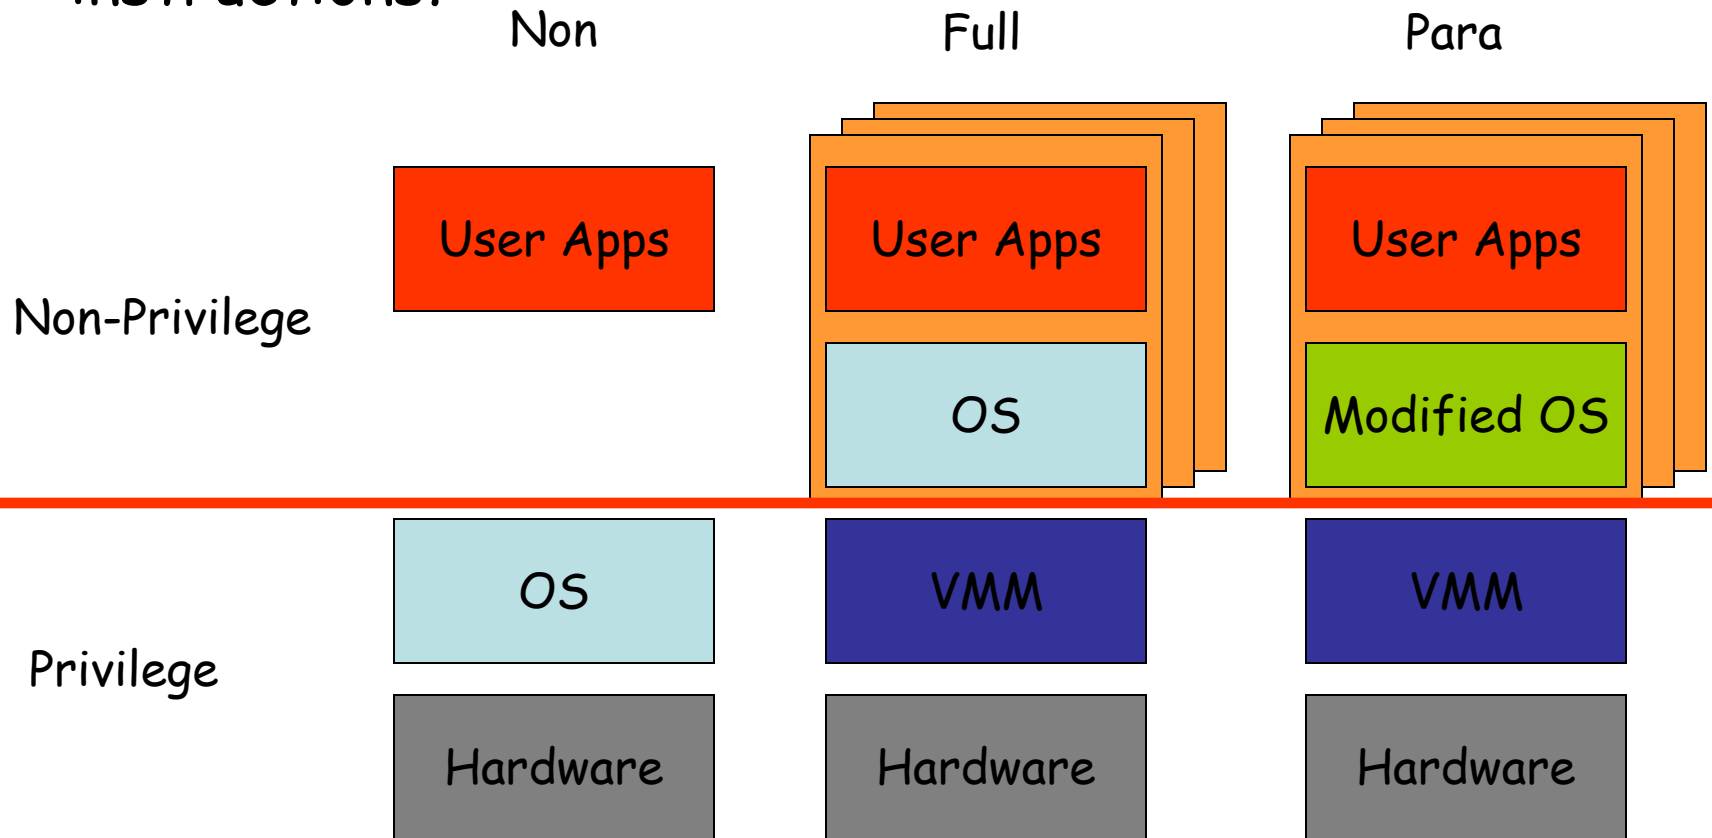 instructions.
Non Full Para
User Apps User Apps User Apps
Non-Privilege
OS Modified OS
OS VMM VMM
Privilege
Hardware Hardware Hardware